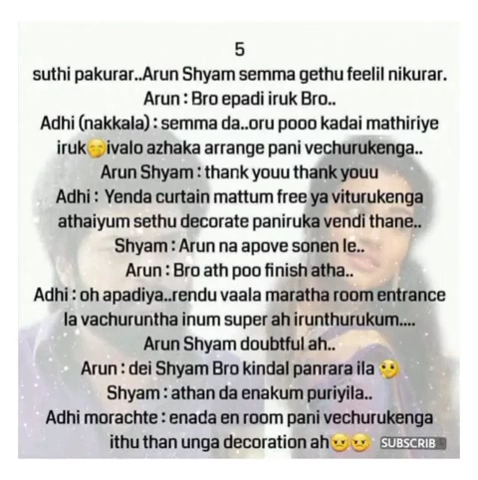 5
suthi pakurar..Arun Shyam semma gethu feelil nikurar.
Arun : Bro epadi iruk Bro..
Adhi (nakkala) : semma da..oru pooo kadai mathiriye
iruk🤭ivalo azhaka arrange pani vechurukenga..
Arun Shyam : thank youu thank youu
Adhi : Yenda curtain mattum free ya viturukenga
athaiyum sethu decorate paniruka vendi thane..
Shyam : Arun na apove sonen le..
Arun : Bro ath poo finish atha..
Adhi : oh apadiya..rendu vaala maratha room entrance
la vachuruntha inum super ah irunthurukum....
Arun Shyam doubtful ah..
Arun : dei Shyam Bro kindal panrara ila 🤔
Shyam : athan da enakum puriyila..
Adhi morachte : enada en room pani vechurukenga
ithu than unga decoration ah😠😠 SUBSCRIB